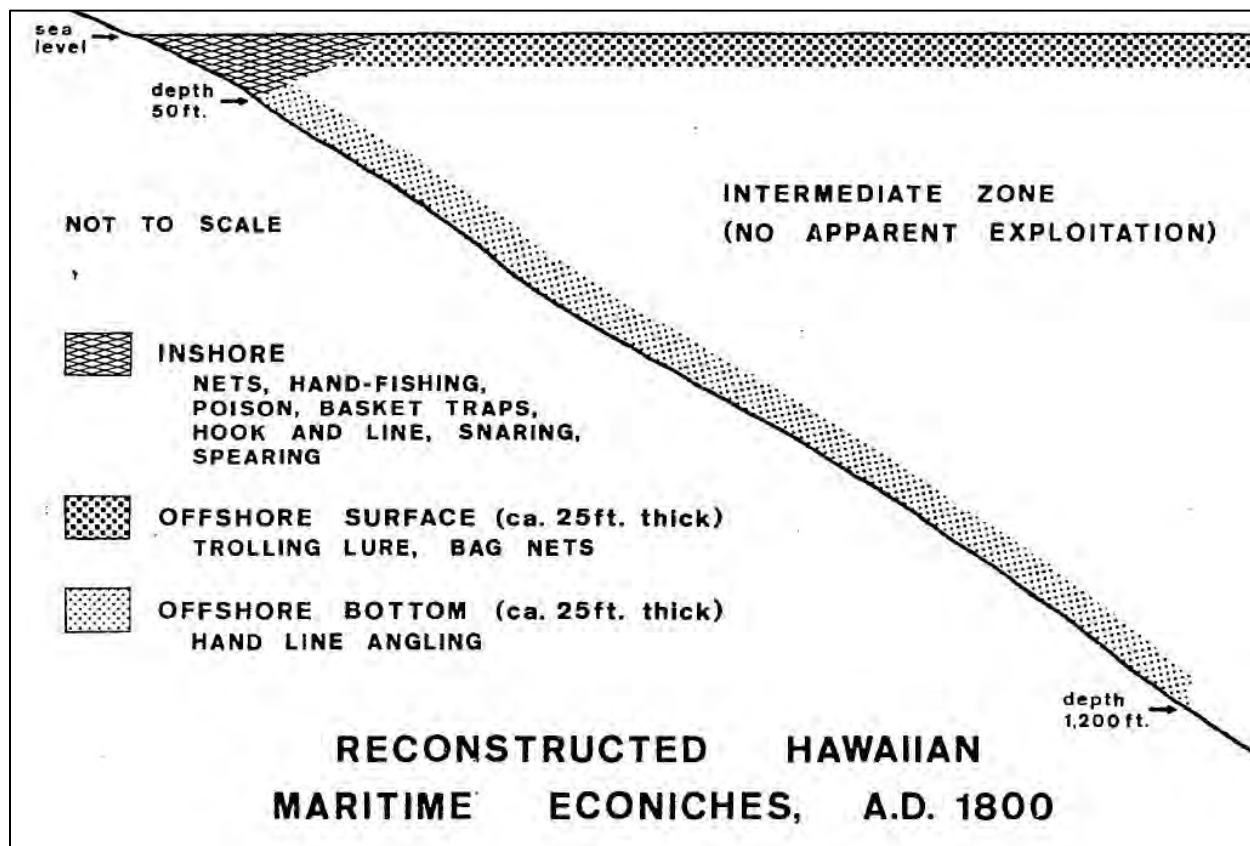 sea
level
depth
50ft.
NOT TO SCALE
INTERMEDIATE ZONE
(NO APPARENT EXPLOITATION)
INSHORE
NETS, HAND-FISHING,
POISON, BASKET TRAPS,
HOOK AND LINE, SNARING,
SPEARING
OFFSHORE SURFACE (ca. 25ft. thick)
TROLLING LURE, BAG NETS
OFFSHORE BOTTOM (ca. 25ft. thick)
HAND LINE ANGLING
depth
1,200 ft.
RECONSTRUCTED HAWAIIAN
MARITIME ECONICHES, A.D. 1800